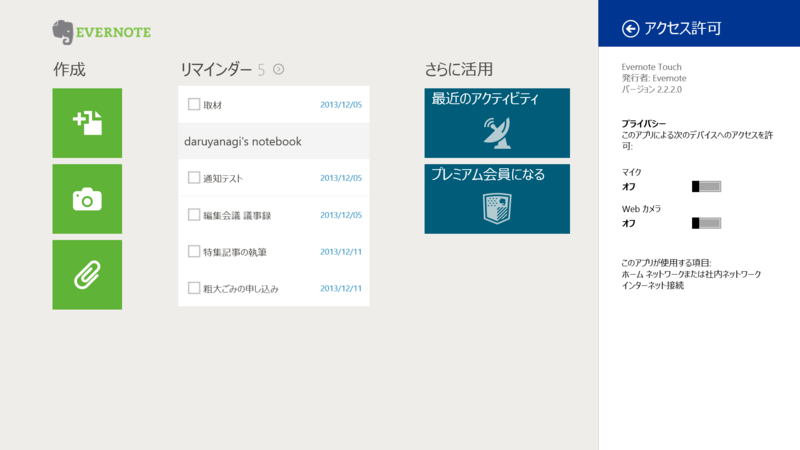 EVERNOTE
作成
リマインダー 5
取材 2013/12/05
daruyanagi's notebook
通知テスト 2013/12/05
編集会議 議事録 2013/12/05
特集記事の執筆 2013/12/11
粗大ごみの申し込み 2013/12/11
さらに活用
最近のアクティビティ
プレミアム会員になる
アクセス許可
Evernote Touch
発行者: Evernote
バージョン 2.2.2.0
プライバシー
このアプリによる次のデバイスへのアクセスを許
可:
マイク
オフ
Web カメラ
オフ
このアプリが使用する項目:
ホーム ネットワークまたは社内ネットワーク
インターネット接続